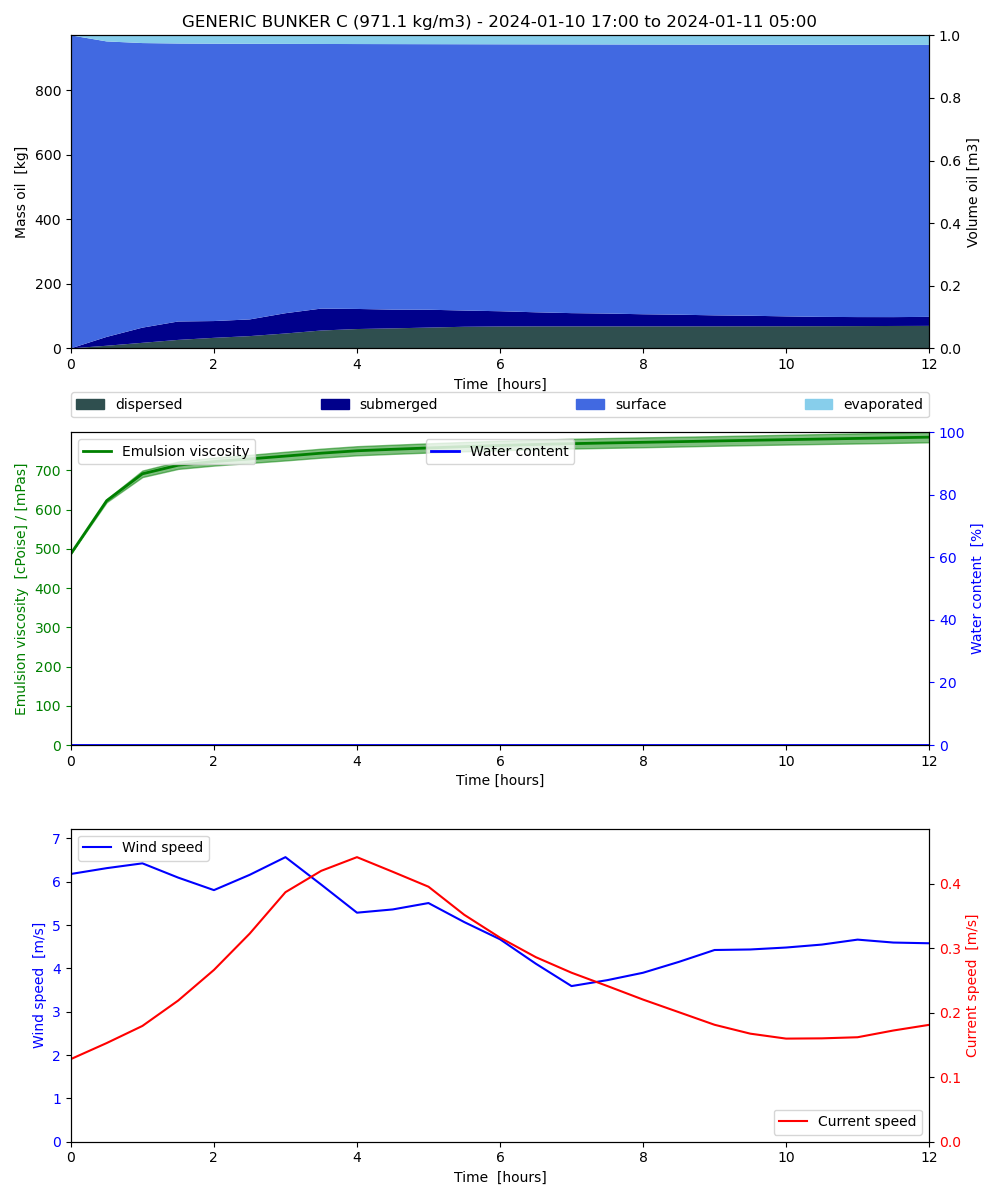 GENERIC BUNKER C (971.1 kg/m3) - 2024-01-10 17:00 to 2024-01-11 05:00
Mass oil [kg]
0
200
400
600
800
Volume oil [m3]
0.0
0.2
0.4
0.6
0.8
1.0
0 2 4 6 8 10 12
Time [hours]
dispersed submerged surface evaporated
Emulsion viscosity [cPoise] / [mPas]
0
100
200
300
400
500
600
700
Emulsion viscosity
Water content
Water content [%]
0
20
40
60
80
100
0 2 4 6 8 10 12
Time [hours]
Wind speed [m/s]
0
1
2
3
4
5
6
7
Wind speed
Current speed [m/s]
0.0
0.1
0.2
0.3
0.4
Current speed
0 2 4 6 8 10 12
Time [hours]